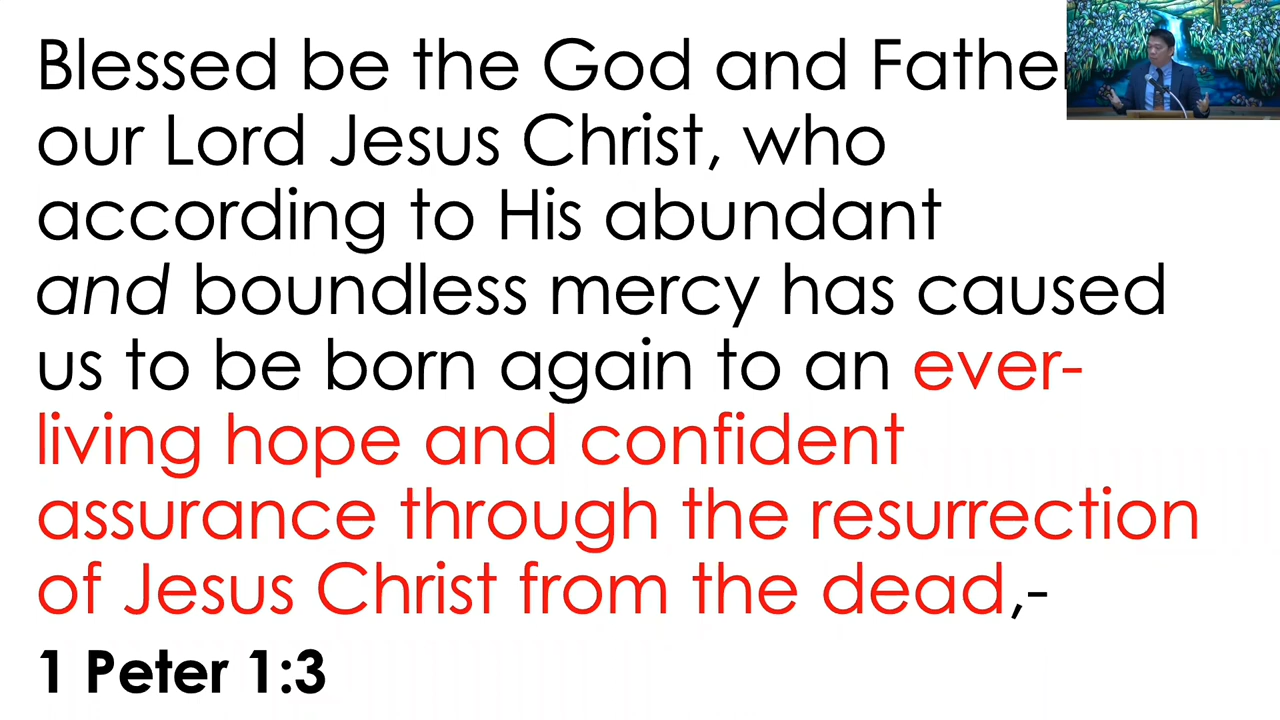 Blessed be the God and Father
our Lord Jesus Christ, who
according to His abundant
and boundless mercy has caused
us to be born again to an ever-
living hope and confident
assurance through the resurrection
of Jesus Christ from the dead,-
1 Peter 1:3